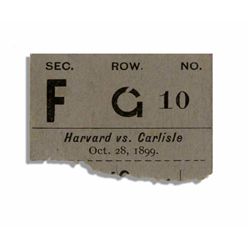 SEC. ROW. NO.
F G 10
Harvard vs. Carlisle
Oct. 28, 1899.